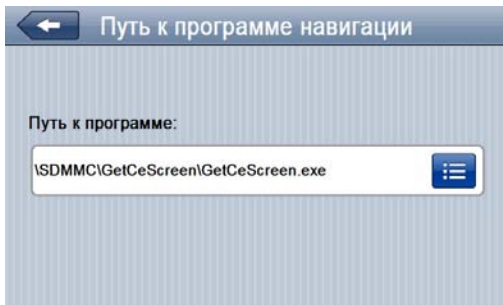 Путь к программе навигации
Путь к программе:
\SDMMC\GetCeScreen\GetCeScreen.exe